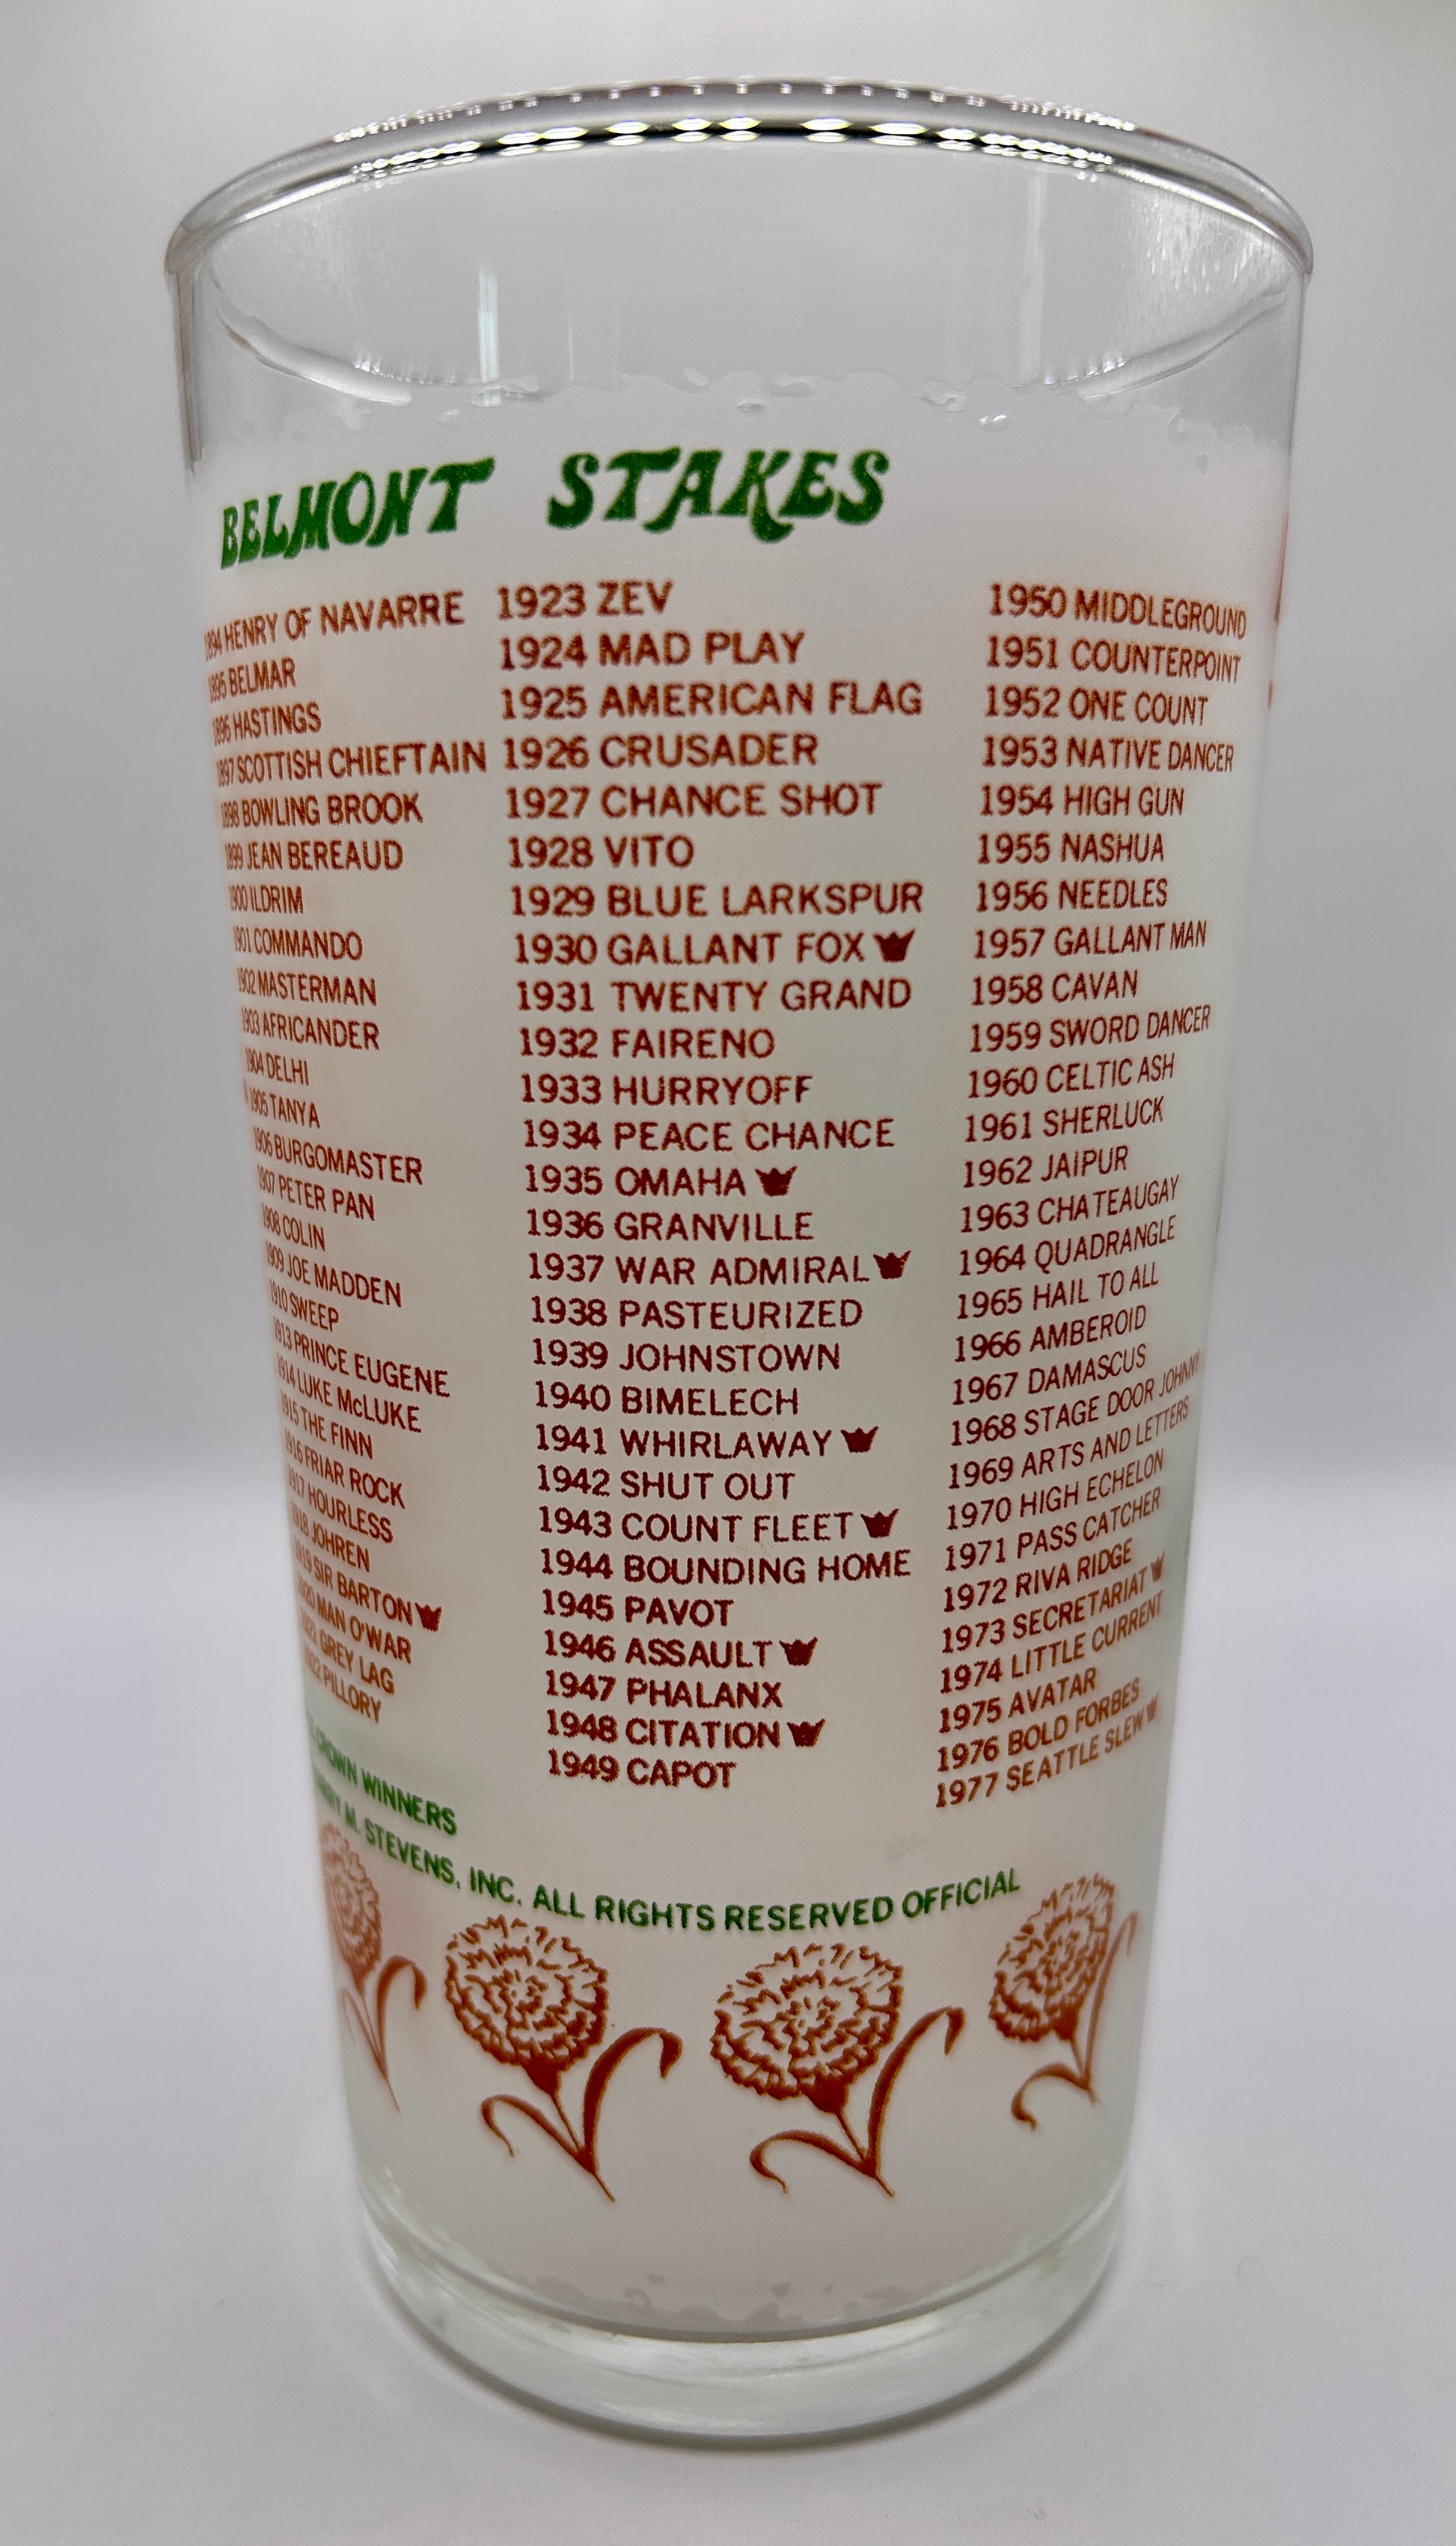 BELMONT STAKES
1894 HENRY OF NAVARRE
1895 BELMAR
1896 HASTINGS
1897 SCOTTISH CHIEFTAIN
1898 BOWLING BROOK
1899 JEAN BEREAUD
1900 ILDRIM
1901 COMMANDO
1902 MASTERMAN
1903 AFRICANDER
1904 DELHI
1905 TANYA
1906 BURGOMASTER
1907 PETER PAN
1908 COLIN
1909 JOE MADDEN
1910 SWEEP
1913 PRINCE EUGENE
1914 LUKE McLUKE
1915 THE FINN
1916 FRIAR ROCK
1917 HOURLESS
1918 JOHREN
1919 SIR BARTON
1920 MAN O'WAR
1921 GREY LAG
1922 PILLORY
1923 ZEV
1924 MAD PLAY
1925 AMERICAN FLAG
1926 CRUSADER
1927 CHANCE SHOT
1928 VITO
1929 BLUE LARKSPUR
1930 GALLANT FOX
1931 TWENTY GRAND
1932 FAIRENO
1933 HURRYOFF
1934 PEACE CHANCE
1935 OMAHA
1936 GRANVILLE
1937 WAR ADMIRAL
1938 PASTEURIZED
1939 JOHNSTOWN
1940 BIMELECH
1941 WHIRLAWAY
1942 SHUT OUT
1943 COUNT FLEET
1944 BOUNDING HOME
1945 PAVOT
1946 ASSAULT
1947 PHALANX
1948 CITATION
1949 CAPOT
1950 MIDDLEGROUND
1951 COUNTERPOINT
1952 ONE COUNT
1953 NATIVE DANCER
1954 HIGH GUN
1955 NASHUA
1956 NEEDLES
1957 GALLANT MAN
1958 CAVAN
1959 SWORD DANCER
1960 CELTIC ASH
1961 SHERLUCK
1962 JAIPUR
1963 CHATEAUGAY
1964 QUADRANGLE
1965 HAIL TO ALL
1966 AMBEROID
1967 DAMASCUS
1968 STAGE DOOR JOHNNY
1969 ARTS AND LETTERS
1970 HIGH ECHELON
1971 PASS CATCHER
1972 RIVA RIDGE
1973 SECRETARIAT
1974 LITTLE CURRENT
1975 AVATAR
1976 BOLD FORBES
1977 SEATTLE SLEW
CROWN WINNERS
M. STEVENS, INC. ALL RIGHTS RESERVED OFFICIAL